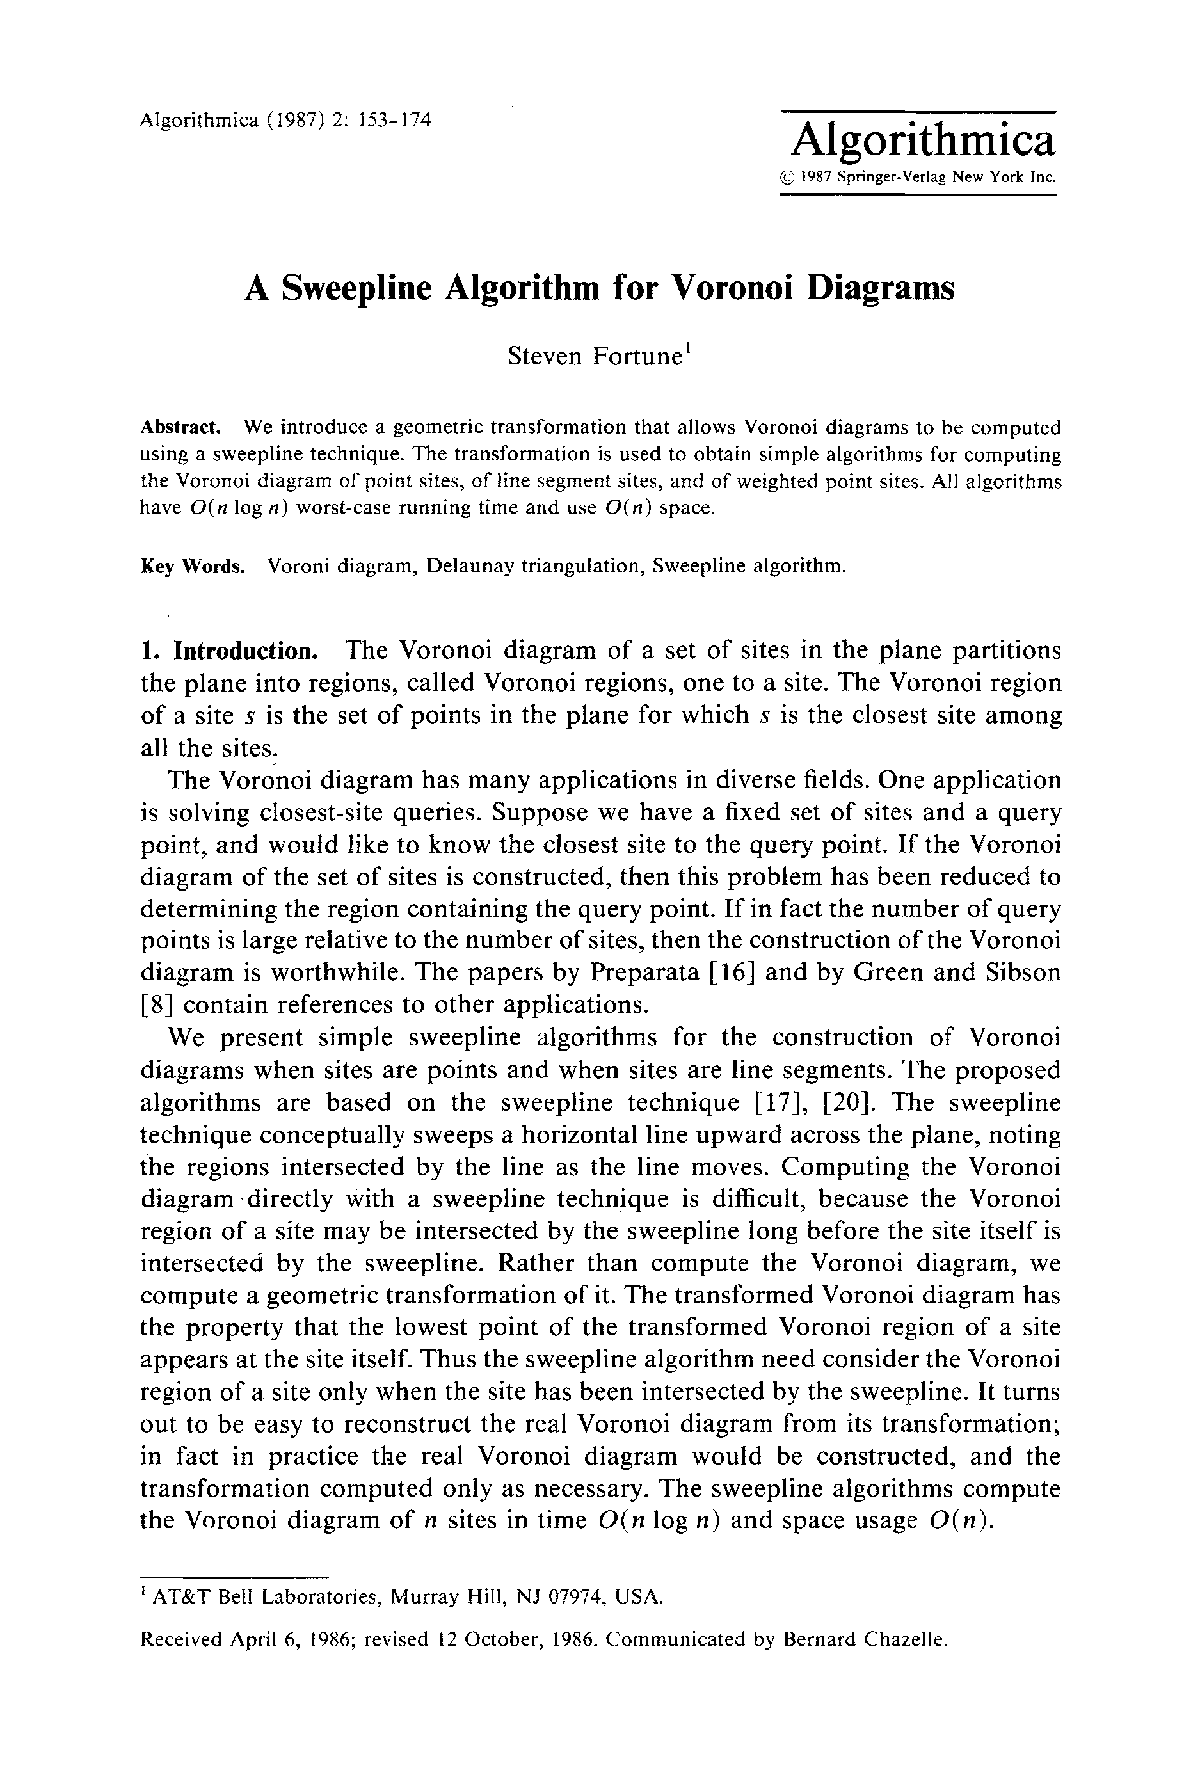 Algorithmica (1987) 2: 153-174
Algorithmica
© 1987 Springer-Verlag New York Inc.
A Sweepline Algorithm for Voronoi Diagrams
Steven Fortune¹
Abstract. We introduce a geometric transformation that allows Voronoi diagrams to be computed
using a sweepline technique. The transformation is used to obtain simple algorithms for computing
the Voronoi diagram of point sites, of line segment sites, and of weighted point sites. All algorithms
have O(n log n) worst-case running time and use O(n) space.
Key Words. Voroni diagram, Delaunay triangulation, Sweepline algorithm.
1. Introduction. The Voronoi diagram of a set of sites in the plane partitions
the plane into regions, called Voronoi regions, one to a site. The Voronoi region
of a site s is the set of points in the plane for which s is the closest site among
all the sites.
The Voronoi diagram has many applications in diverse fields. One application
is solving closest-site queries. Suppose we have a fixed set of sites and a query
point, and would like to know the closest site to the query point. If the Voronoi
diagram of the set of sites is constructed, then this problem has been reduced to
determining the region containing the query point. If in fact the number of query
points is large relative to the number of sites, then the construction of the Voronoi
diagram is worthwhile. The papers by Preparata [16] and by Green and Sibson
[8] contain references to other applications.
We present simple sweepline algorithms for the construction of Voronoi
diagrams when sites are points and when sites are line segments. The proposed
algorithms are based on the sweepline technique [17], [20]. The sweepline
technique conceptually sweeps a horizontal line upward across the plane, noting
the regions intersected by the line as the line moves. Computing the Voronoi
diagram directly with a sweepline technique is difficult, because the Voronoi
region of a site may be intersected by the sweepline long before the site itself is
intersected by the sweepline. Rather than compute the Voronoi diagram, we
compute a geometric transformation of it. The transformed Voronoi diagram has
the property that the lowest point of the transformed Voronoi region of a site
appears at the site itself. Thus the sweepline algorithm need consider the Voronoi
region of a site only when the site has been intersected by the sweepline. It turns
out to be easy to reconstruct the real Voronoi diagram from its transformation;
in fact in practice the real Voronoi diagram would be constructed, and the
transformation computed only as necessary. The sweepline algorithms compute
the Voronoi diagram of n sites in time O(n log n) and space usage O(n).
¹ AT&T Bell Laboratories, Murray Hill, NJ 07974, USA.
Received April 6, 1986; revised 12 October, 1986. Communicated by Bernard Chazelle.